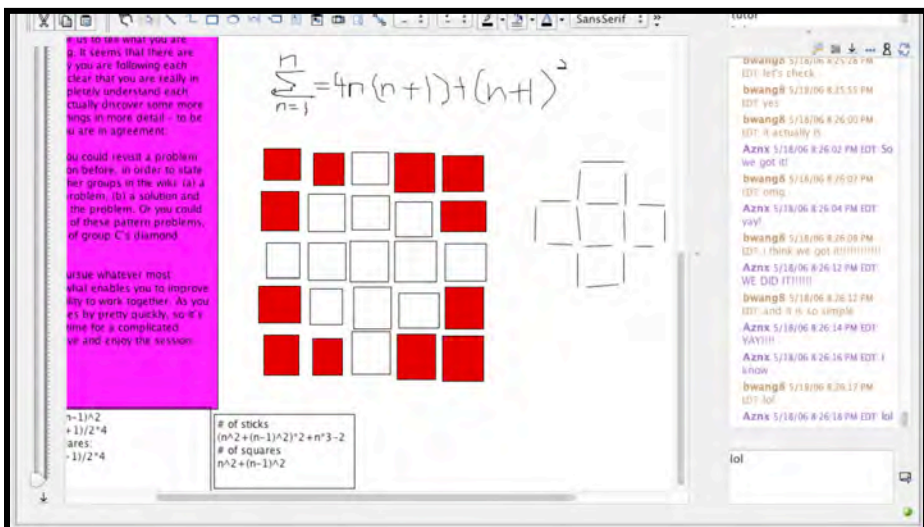 SansSerif
tutor
e us to tell what you are
g. It seems that there are
y you are following each
clear that you are really in
pletely understand each
ctually discover some more
hings in more detail – to be
u are in agreement.
ou could revisit a problem
on before, in order to state
her groups in the wiki: (a) a
problem, (b) a solution and
the problem. Or you could
of these pattern problems,
of group C's diamond
ursue whatever most
what enables you to improve
lity to work together. As you
es by pretty quickly, so it's
time for a complicated
ve and enjoy the session
n-1)^2
+1)/2*4
ares:
-1)/2*4
n
∑ =4n(n+1)+(n+1)²
n=1
# of sticks
(n^2+(n-1)^2)*2+n*3-2
# of squares
n^2+(n-1)^2
bwang8 5/18/06 8:25:28 PM
EDT: let's check
bwang8 5/18/06 8:25:55 PM
EDT: yes
bwang8 5/18/06 8:26:00 PM
EDT: it actually is
Aznx 5/18/06 8:26:02 PM EDT: So
we got it!
bwang8 5/18/06 8:26:02 PM
EDT: omg
Aznx 5/18/06 8:26:04 PM EDT:
yay!
bwang8 5/18/06 8:26:08 PM
EDT: i think we got it!!!!!!!!!!!!!
Aznx 5/18/06 8:26:12 PM EDT:
WE DID IT!!!!!!
bwang8 5/18/06 8:26:12 PM
EDT: and it is so simple
Aznx 5/18/06 8:26:14 PM EDT:
YAY!!!!
Aznx 5/18/06 8:26:16 PM EDT: I
know
bwang8 5/18/06 8:26:17 PM
EDT: lol
Aznx 5/18/06 8:26:18 PM EDT: lol
lol